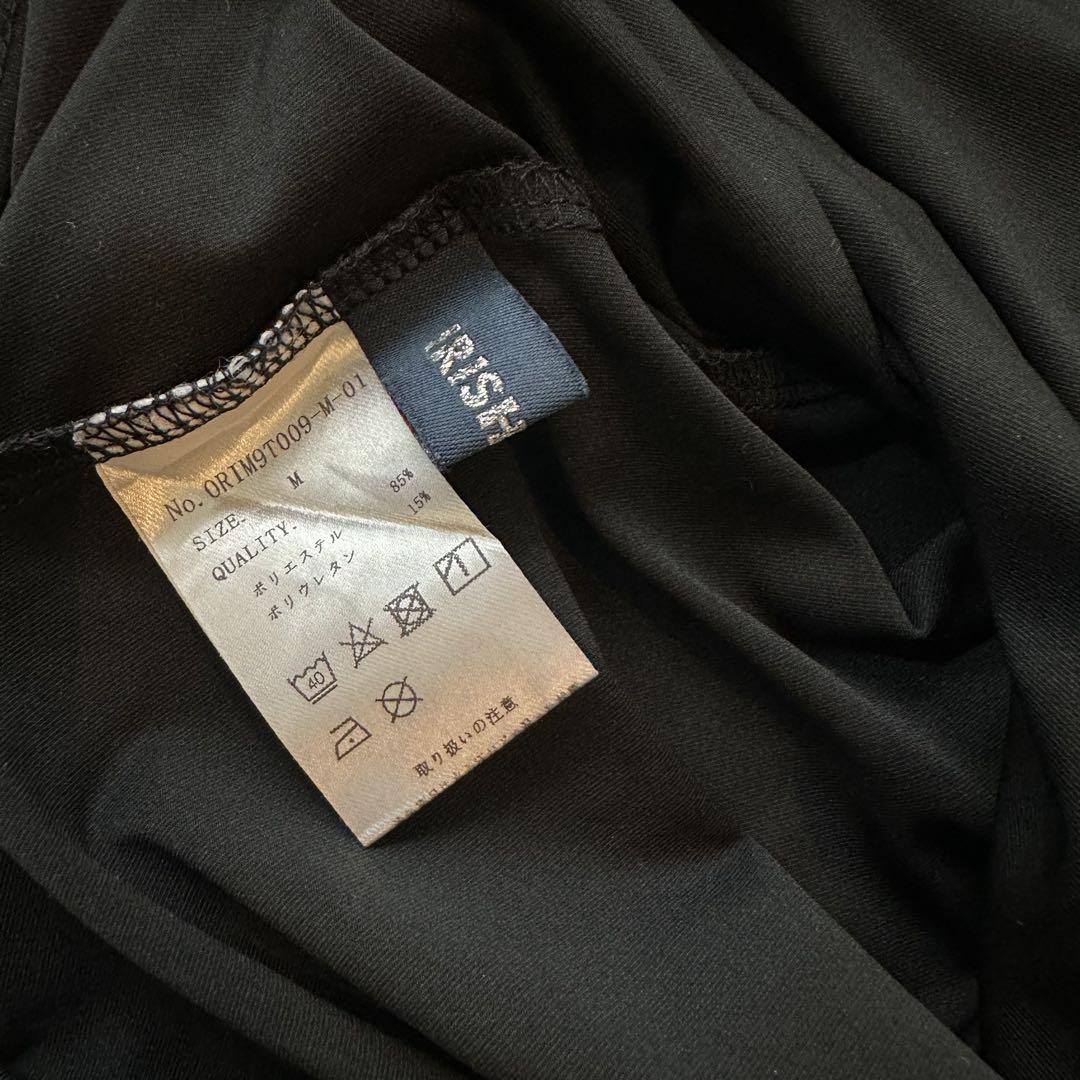 IRISH
No. ORIM9T009-M-01
SIZE. M
QUALITY.
ポリエステル 85%
ポリウレタン 15%
40
取り扱いの注意